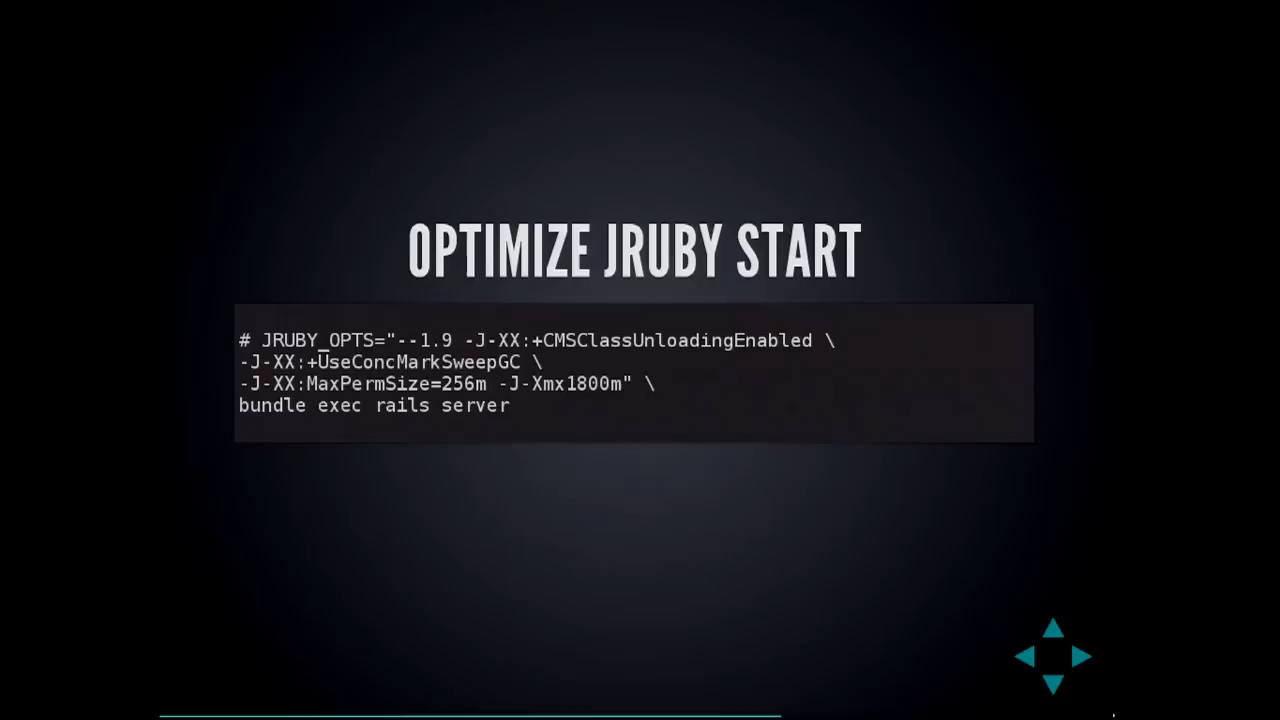 OPTIMIZE JRUBY START
# JRUBY_OPTS="--1.9 -J-XX:+CMSClassUnloadingEnabled \
-J-XX:+UseConcMarkSweepGC \
-J-XX:MaxPermSize=256m -J-Xmx1800m" \
bundle exec rails server